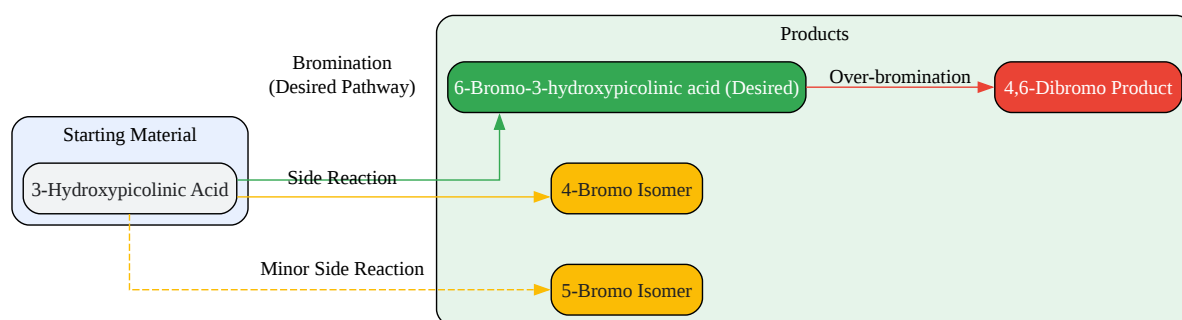 Products
Bromination
(Desired Pathway)
6-Bromo-3-hydroxypicolinic acid (Desired)
Over-bromination
4,6-Dibromo Product
Starting Material
3-Hydroxypicolinic Acid
Side Reaction
4-Bromo Isomer
Minor Side Reaction
5-Bromo Isomer